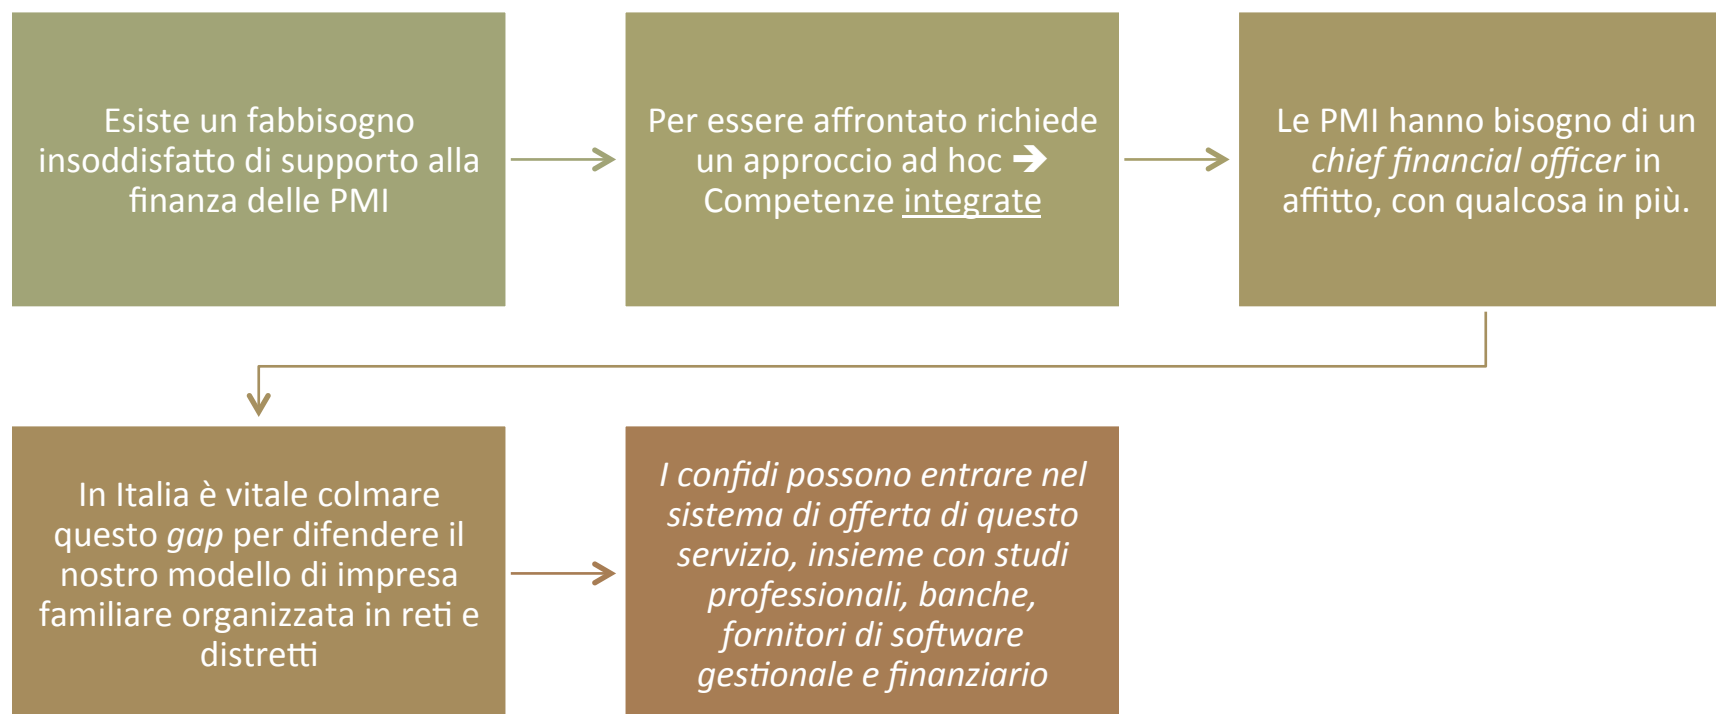 Esiste un fabbisogno
insoddisfatto di supporto alla
finanza delle PMI
Per essere affrontato richiede
un approccio ad hoc ➔
Competenze integrate
Le PMI hanno bisogno di un
chief financial officer in
affitto, con qualcosa in più.
In Italia è vitale colmare
questo gap per difendere il
nostro modello di impresa
familiare organizzata in reti e
distretti
I confidi possono entrare nel
sistema di offerta di questo
servizio, insieme con studi
professionali, banche,
fornitori di software
gestionale e finanziario